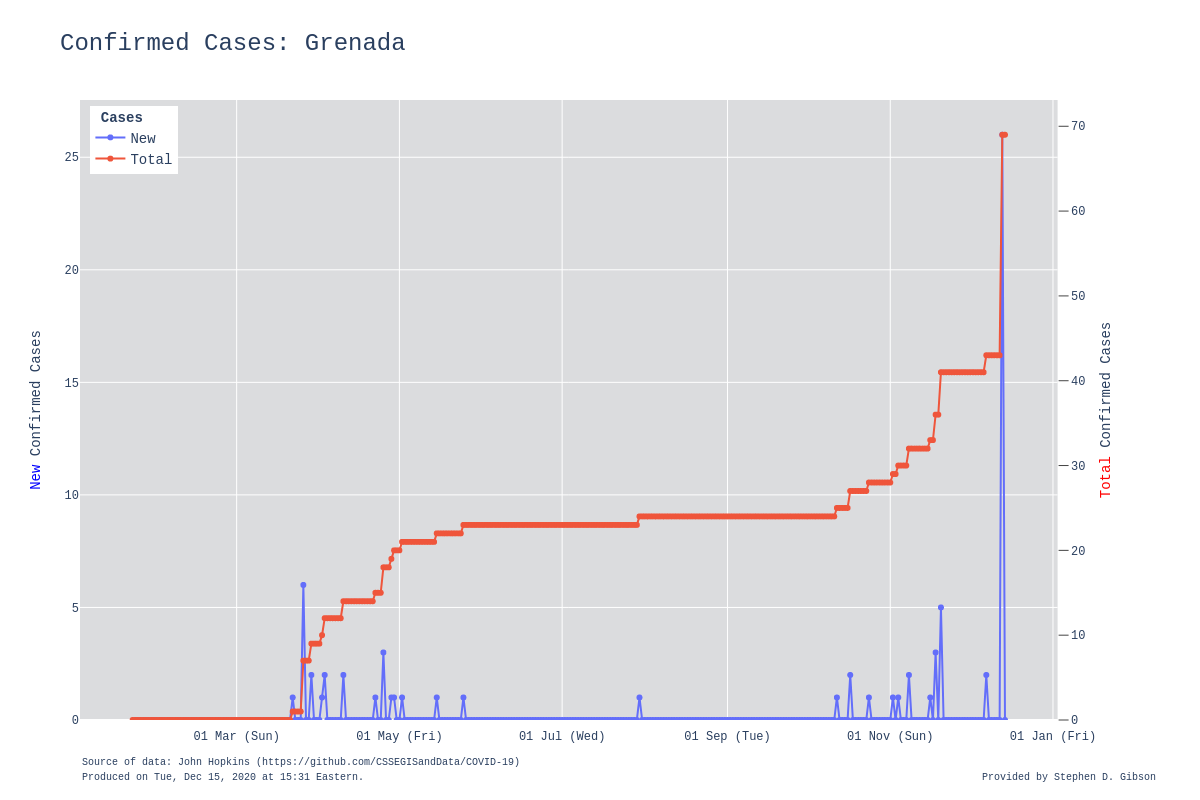 Confirmed Cases: Grenada
Cases
New
Total
25
20
15
10
5
0
70
60
50
40
30
20
10
0
New Confirmed Cases
Total Confirmed Cases
01 Mar (Sun)
01 May (Fri)
01 Jul (Wed)
01 Sep (Tue)
01 Nov (Sun)
01 Jan (Fri)
Source of data: John Hopkins (https://github.com/CSSEGISandData/COVID-19)
Produced on Tue, Dec 15, 2020 at 15:31 Eastern.
Provided by Stephen D. Gibson